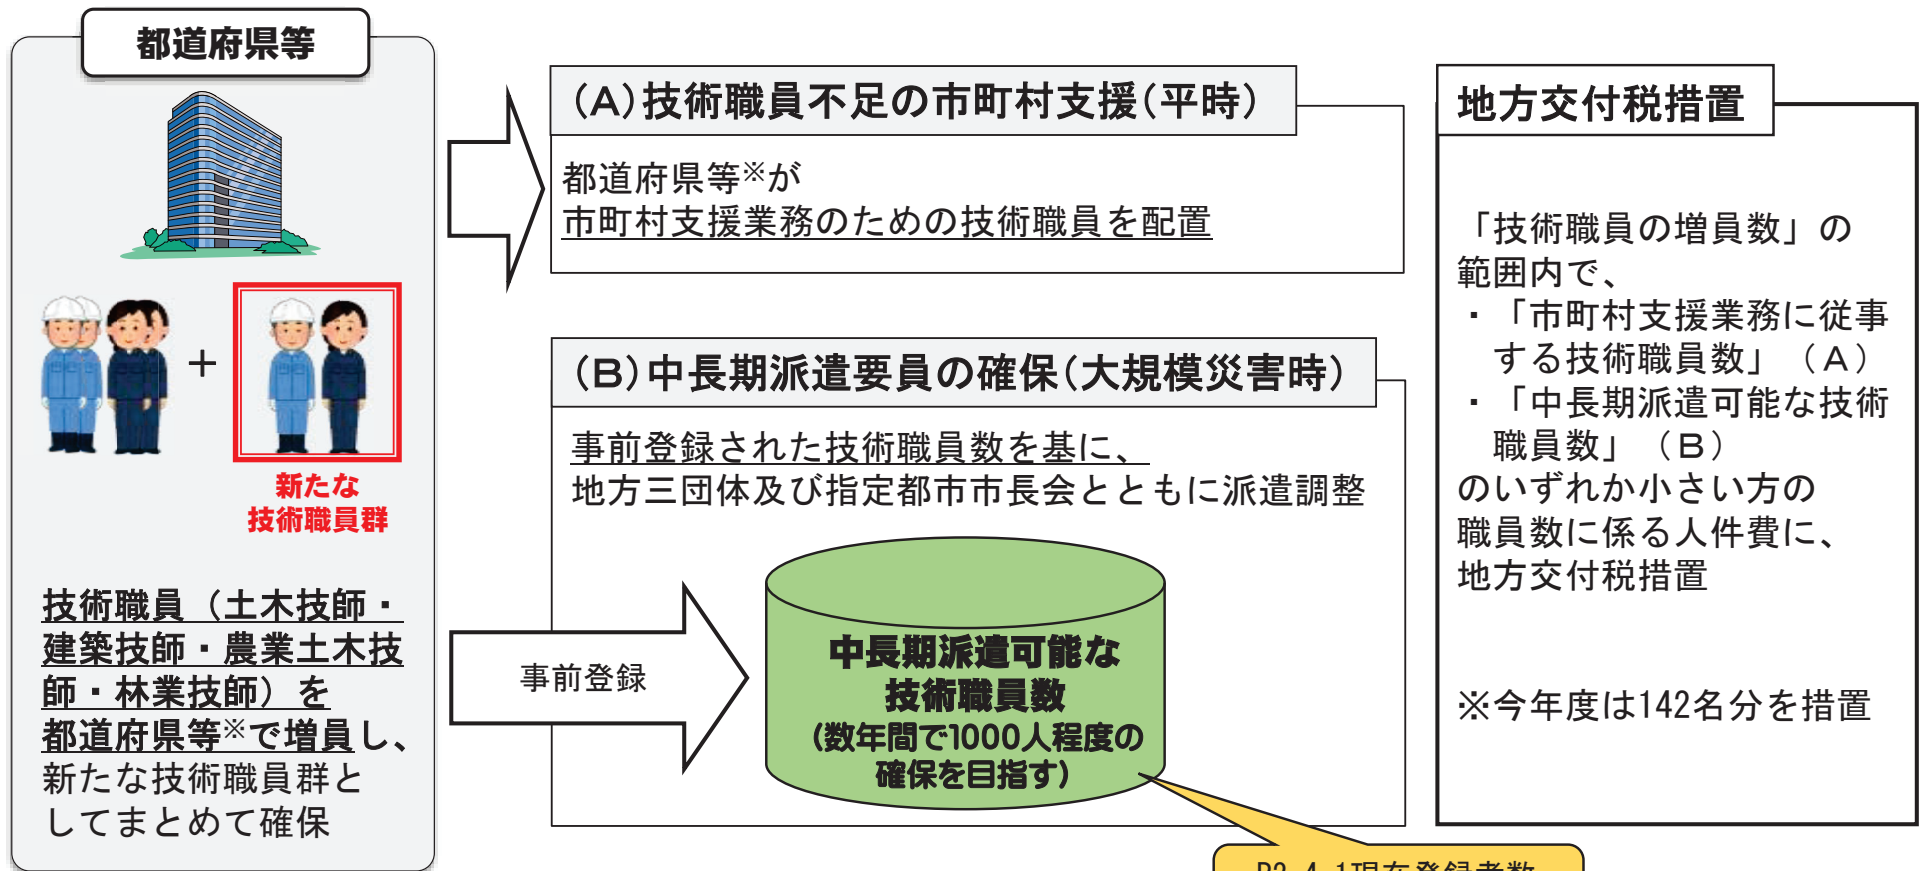 都道府県等
+
新たな
技術職員群
技術職員（土木技師・
建築技師・農業土木技
師・林業技師）を
都道府県等※で増員し、
新たな技術職員群と
してまとめて確保
(A)技術職員不足の市町村支援(平時)
都道府県等※が
市町村支援業務のための技術職員を配置
(B)中長期派遣要員の確保(大規模災害時)
事前登録された技術職員数を基に、
地方三団体及び指定都市市長会とともに派遣調整
事前登録
中長期派遣可能な
技術職員数
(数年間で1000人程度の
確保を目指す)
R3.4.1現在登録者数
地方交付税措置
「技術職員の増員数」の
範囲内で、
・「市町村支援業務に従事
する技術職員数」（A）
・「中長期派遣可能な技術
職員数」（B）
のいずれか小さい方の
職員数に係る人件費に、
地方交付税措置
※今年度は142名分を措置